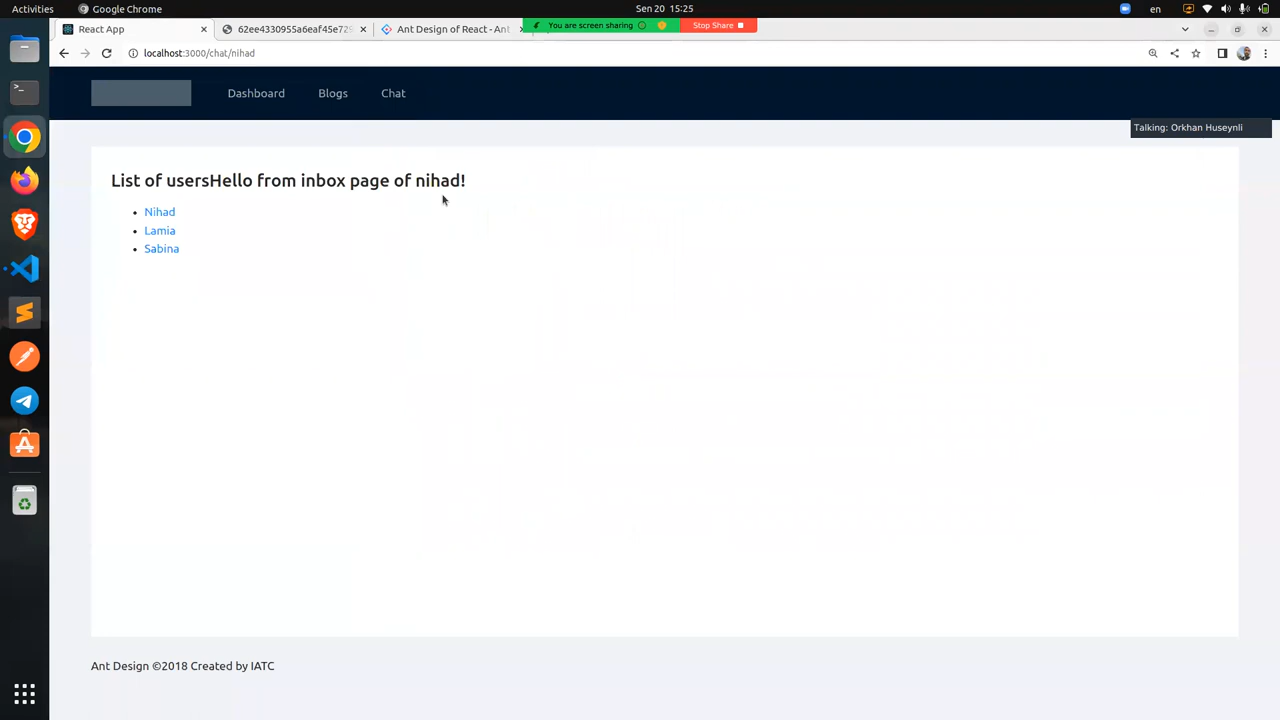 Activities
Google Chrome
Sen 20 15:25
en
React App
62ee4330955a6eaf45e725
Ant Design of React - Ant
You are screen sharing
Stop Share
localhost:3000/chat/nihad
Dashboard
Blogs
Chat
Talking: Orkhan Huseynli
List of usersHello from inbox page of nihad!
Nihad
Lamia
Sabina
Ant Design ©2018 Created by IATC